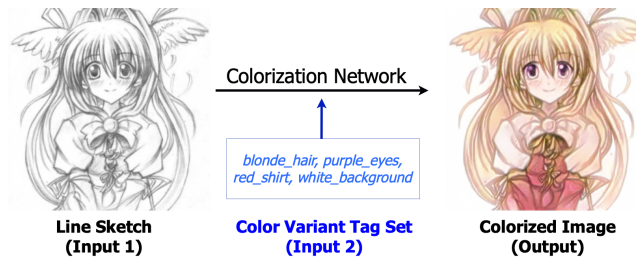 Colorization Network
blonde_hair, purple_eyes,
red_shirt, white_background
Line Sketch
(Input 1)
Color Variant Tag Set
(Input 2)
Colorized Image
(Output)